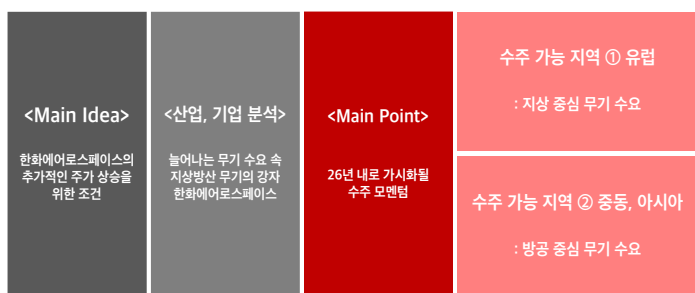 <Main Idea>
한화에어로스페이스의
추가적인 주가 상승을
위한 조건
<산업, 기업 분석>
늘어나는 무기 수요 속
지상방산 무기의 강자
한화에어로스페이스
<Main Point>
26년 내로 가시화될
수주 모멘텀
수주 가능 지역 ① 유럽
: 지상 중심 무기 수요
수주 가능 지역 ② 중동, 아시아
: 방공 중심 무기 수요